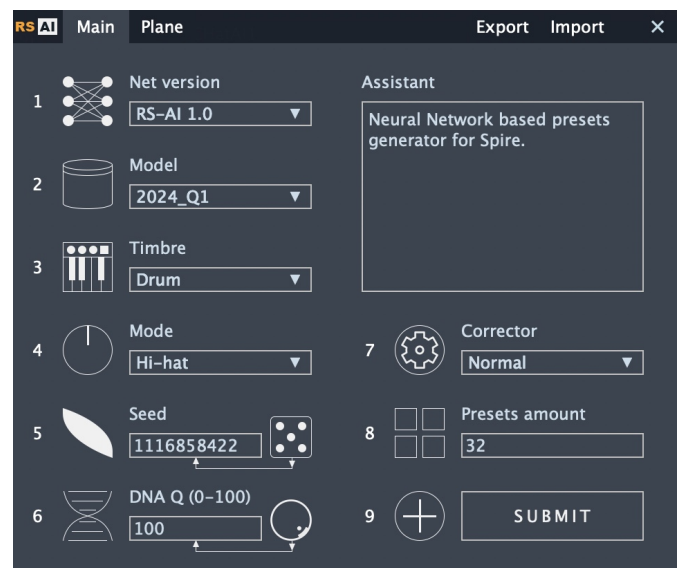 RS AI Main Plane Export Import ×
1
Net version
RS-AI 1.0 ▼
2
Model
2024_Q1 ▼
3
Timbre
Drum ▼
4
Mode
Hi-hat ▼
5
Seed
1116858422
6
DNA Q (0-100)
100
Assistant
Neural Network based presets
generator for Spire.
7
Corrector
Normal ▼
8
Presets amount
32
9
SUBMIT